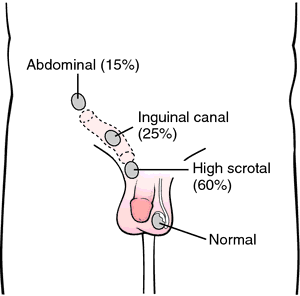 Abdominal (15%)
Inguinal canal
(25%)
High scrotal
(60%)
Normal